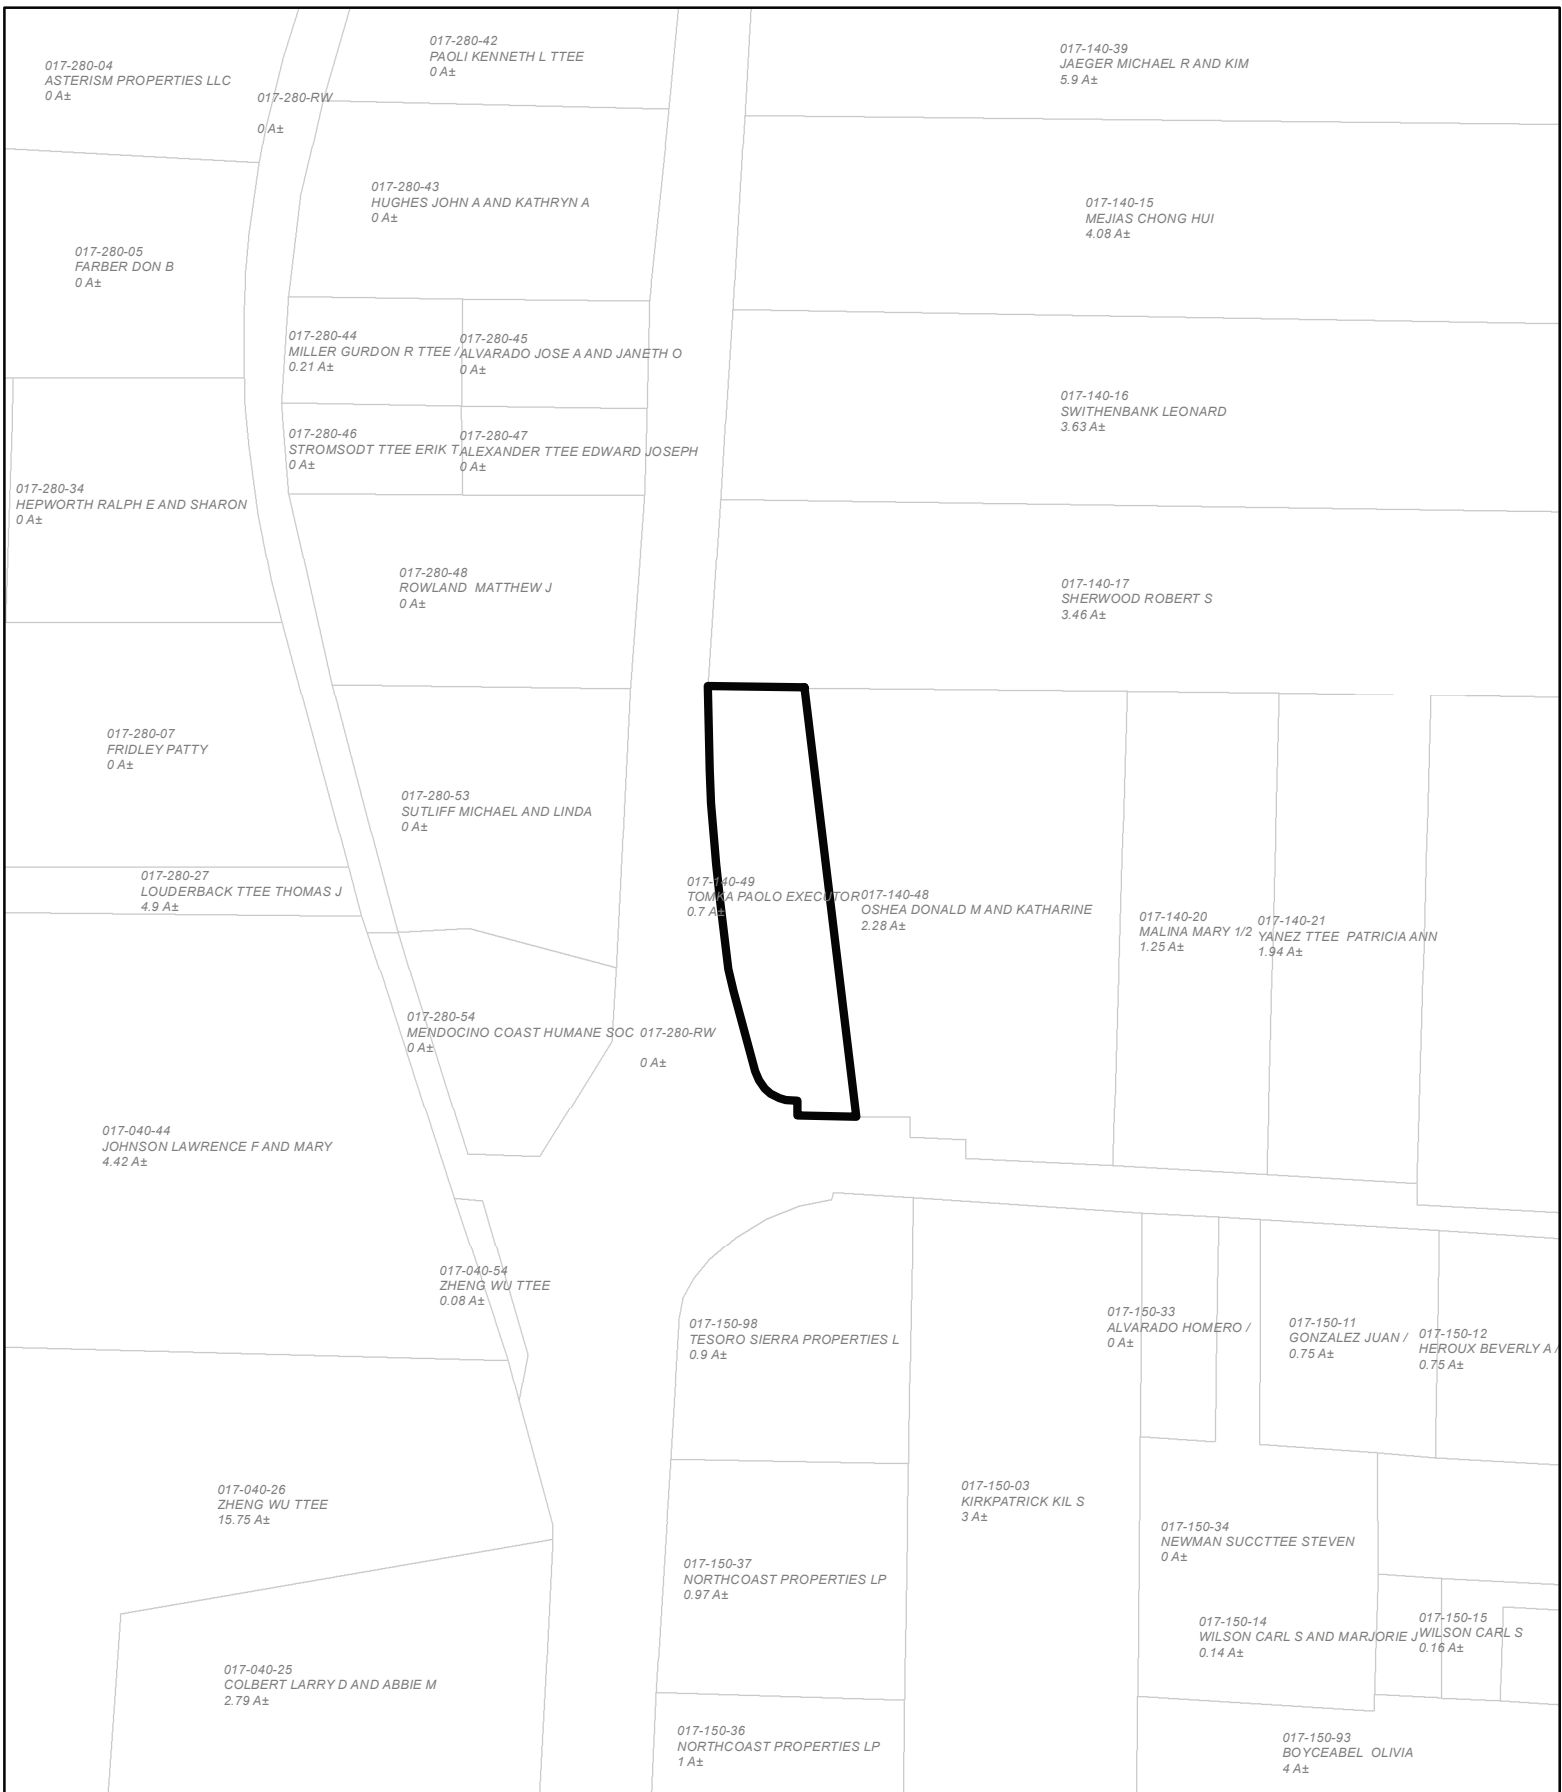 017-280-04
ASTERISM PROPERTIES LLC
0 A±
017-280-RW
0 A±
017-280-42
PAOLI KENNETH L TTEE
0 A±
017-140-39
JAEGER MICHAEL R AND KIM
5.9 A±
017-280-43
HUGHES JOHN A AND KATHRYN A
0 A±
017-140-15
MEJIAS CHONG HUI
4.08 A±
017-280-05
FARBER DON B
0 A±
017-280-44
MILLER GURDON R TTEE /
0.21 A±
017-280-45
ALVARADO JOSE A AND JANETH O
0 A±
017-140-16
SWITHENBANK LEONARD
3.63 A±
017-280-46
STROMSODT TTEE ERIK T
0 A±
017-280-47
ALEXANDER TTEE EDWARD JOSEPH
0 A±
017-280-34
HEPWORTH RALPH E AND SHARON
0 A±
017-280-48
ROWLAND  MATTHEW J
0 A±
017-140-17
SHERWOOD ROBERT S
3.46 A±
017-280-07
FRIDLEY PATTY
0 A±
017-280-53
SUTLIFF MICHAEL AND LINDA
0 A±
017-280-27
LOUDERBACK TTEE THOMAS J
4.9 A±
017-140-49
TOMKA PAOLO EXECUTOR
0.7 A±
017-140-48
OSHEA DONALD M AND KATHARINE
2.28 A±
017-140-20
MALINA MARY 1/2
1.25 A±
017-140-21
YANEZ TTEE  PATRICIA ANN
1.94 A±
017-280-54
MENDOCINO COAST HUMANE SOC
0 A±
017-280-RW
0 A±
017-040-44
JOHNSON LAWRENCE F AND MARY
4.42 A±
017-040-54
ZHENG WU TTEE
0.08 A±
017-150-98
TESORO SIERRA PROPERTIES L
0.9 A±
017-150-33
ALVARADO HOMERO /
0 A±
017-150-11
GONZALEZ JUAN /
0.75 A±
017-150-12
HEROUX BEVERLY A /
0.75 A±
017-040-26
ZHENG WU TTEE
15.75 A±
017-150-03
KIRKPATRICK KIL S
3 A±
017-150-34
NEWMAN SUCCTTEE STEVEN
0 A±
017-150-37
NORTHCOAST PROPERTIES LP
0.97 A±
017-150-14
WILSON CARL S AND MARJORIE J
0.14 A±
017-150-15
WILSON CARL S
0.16 A±
017-040-25
COLBERT LARRY D AND ABBIE M
2.79 A±
017-150-36
NORTHCOAST PROPERTIES LP
1 A±
017-150-93
BOYCEABEL  OLIVIA
4 A±